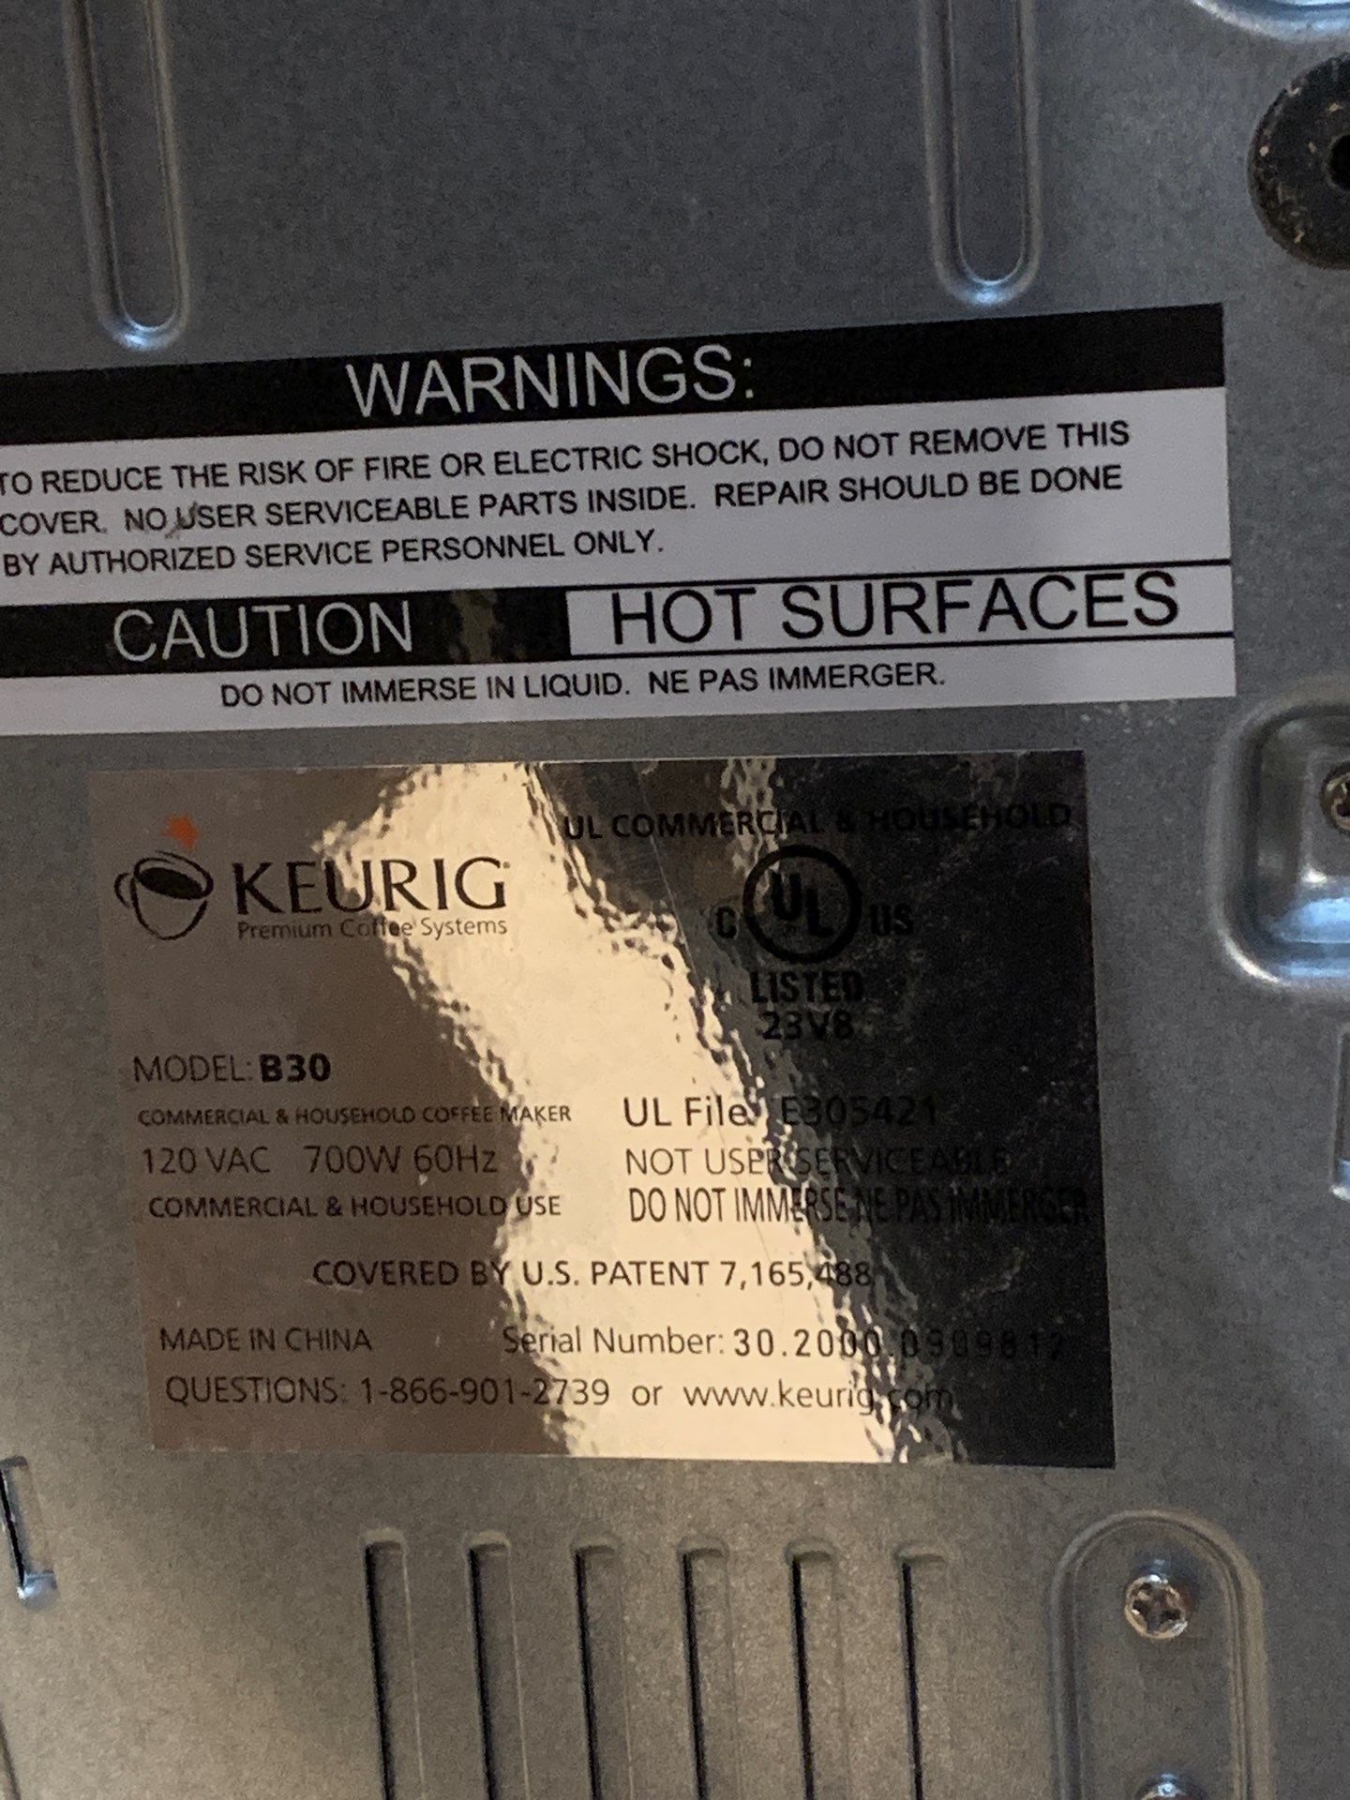 WARNINGS:
TO REDUCE THE RISK OF FIRE OR ELECTRIC SHOCK, DO NOT REMOVE THIS
COVER. NO USER SERVICEABLE PARTS INSIDE. REPAIR SHOULD BE DONE
BY AUTHORIZED SERVICE PERSONNEL ONLY.
CAUTION HOT SURFACES
DO NOT IMMERSE IN LIQUID. NE PAS IMMERGER.
UL COMMERCIAL & HOUSEHOLD
KEURIG
Premium Coffee Systems
C UL US
LISTED
23V8
MODEL: B30
COMMERCIAL & HOUSEHOLD COFFEE MAKER
UL File: E305421
120 VAC 700W 60Hz
NOT USER SERVICEABLE
COMMERCIAL & HOUSEHOLD USE
DO NOT IMMERSE NE PAS IMMERGER
COVERED BY U.S. PATENT 7,165,488
MADE IN CHINA
Serial Number:
QUESTIONS: 1-866-901-2739 or www.keurig.com